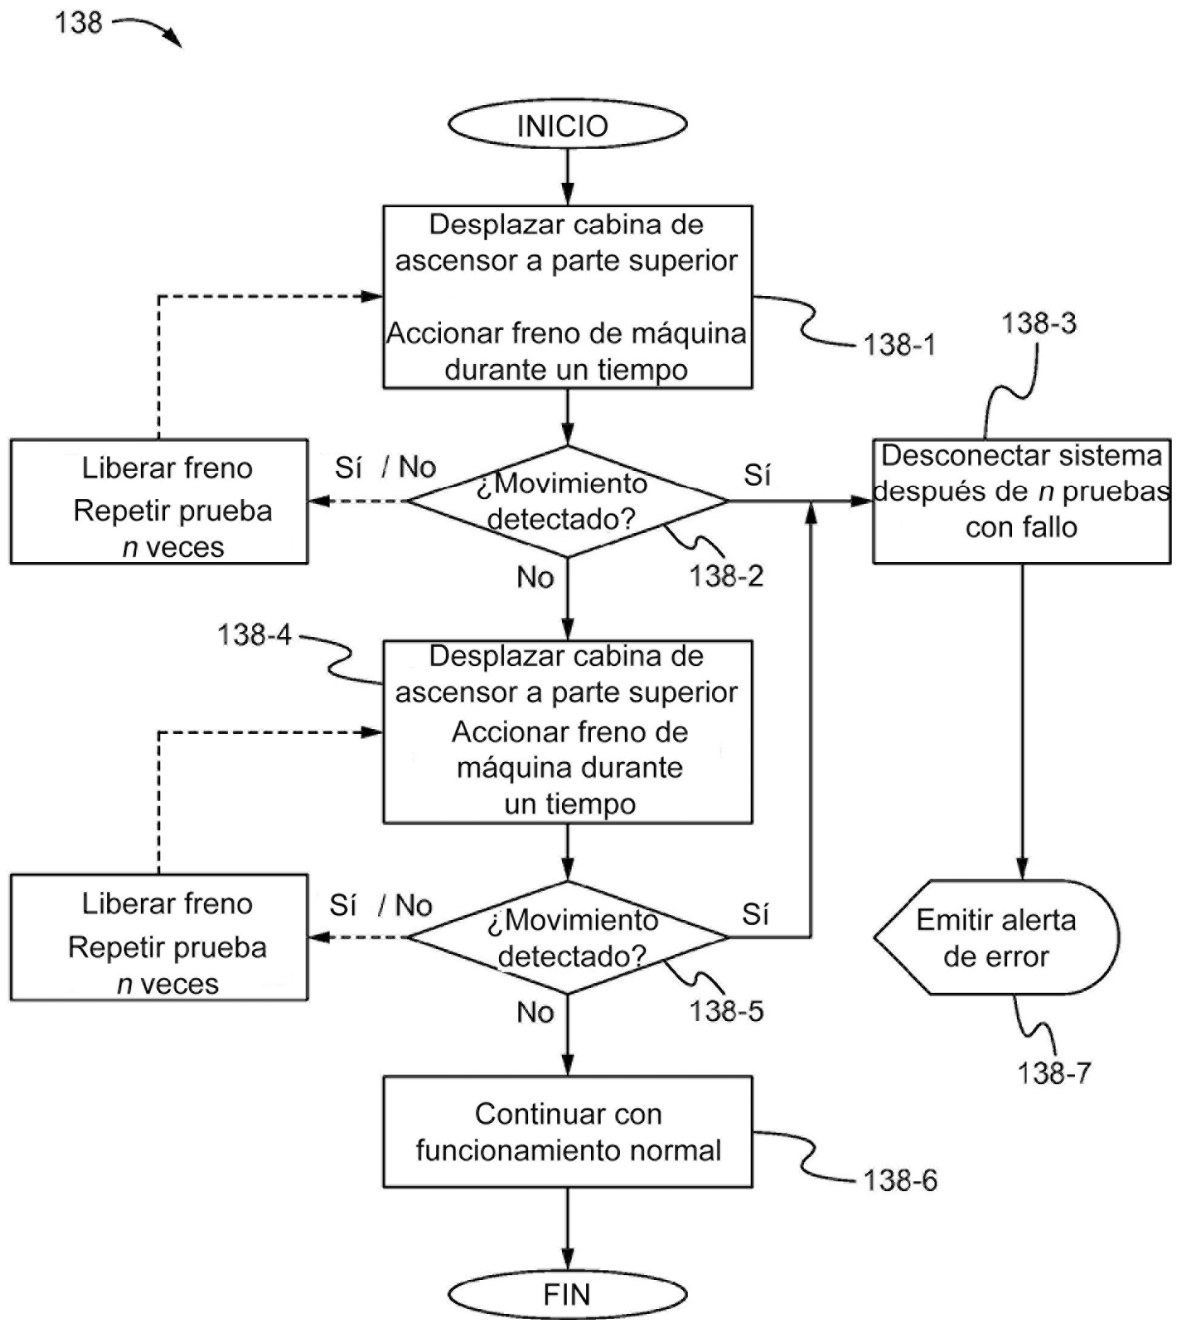 138
INICIO
Desplazar cabina de
ascensor a parte superior
Accionar freno de máquina
durante un tiempo
138-1
138-3
Liberar freno
Repetir prueba
n veces
Sí / No
¿Movimiento
detectado?
Sí
138-2
No
Desconectar sistema
después de n pruebas
con fallo
138-4
Desplazar cabina de
ascensor a parte superior
Accionar freno de
máquina durante
un tiempo
Liberar freno
Repetir prueba
n veces
Sí / No
¿Movimiento
detectado?
Sí
138-5
No
Emitir alerta
de error
138-7
Continuar con
funcionamiento normal
138-6
FIN